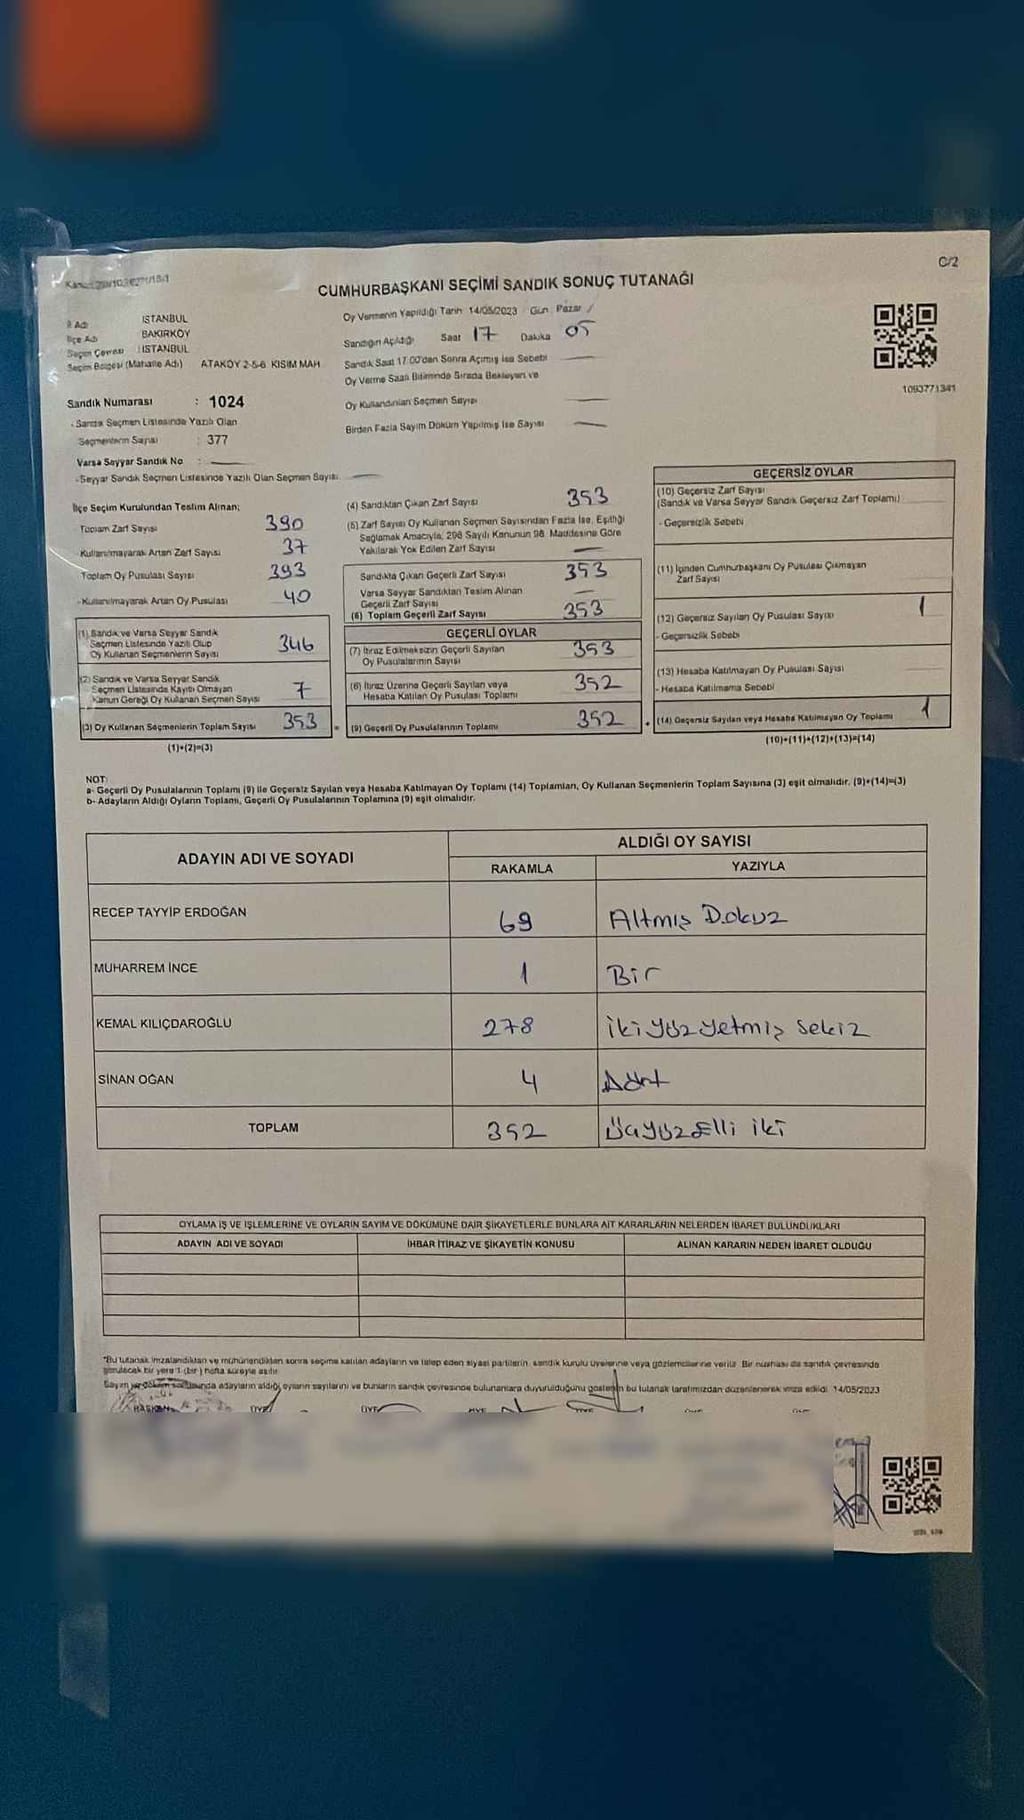 C/2
CUMHURBAŞKANI SEÇİMİ SANDIK SONUÇ TUTANAĞI
İl Adı İSTANBUL
İlçe Adı BAKIRKÖY
Seçim Çevresi : İSTANBUL
Seçim Bölgesi (Mahalle Adı) ATAKÖY 2-5-6 KISIM MAH
Oy Vermenin Yapıldığı Tarih 14/05/2023 Gün Pazar /
Sandığın Açıldığı Saat 17 Dakika 05
Sandık Saat 17.00'den Sonra Açılmış İse Sebebi
Oy Verme Saati Bitiminde Sırada Bekleyen ve
Oy Kullandırılan Seçmen Sayısı
Birden Fazla Sayım Döküm Yapılmış İse Sayısı
1093771341
Sandık Numarası : 1024
- Sandık Seçmen Listesinde Yazılı Olan
Seçmenlerin Sayısı : 377
Varsa Seyyar Sandık No :
- Seyyar Sandık Seçmen Listesinde Yazılı Olan Seçmen Sayısı
İlçe Seçim Kurulundan Teslim Alınan;
Toplam Zarf Sayısı 390
- Kullanılmayarak Artan Zarf Sayısı 37
Toplam Oy Pusulası Sayısı 393
- Kullanılmayarak Artan Oy Pusulası 40
(1) Sandık ve Varsa Seyyar Sandık
Seçmen Listesinde Yazılı Olup
Oy Kullanan Seçmenlerin Sayısı 346
(2) Sandık ve Varsa Seyyar Sandık
Seçmen Listesinde Kayıtlı Olmayan
Kanun Gereği Oy Kullanan Seçmen Sayısı 7
(3) Oy Kullanan Seçmenlerin Toplam Sayısı 353 =
(1)+(2)=(3)
(4) Sandıktan Çıkan Zarf Sayısı 353
(5) Zarf Sayısı Oy Kullanan Seçmen Sayısından Fazla İse, Eşitliği
Sağlamak Amacıyla, 298 Sayılı Kanunun 98. Maddesine Göre
Yakılarak Yok Edilen Zarf Sayısı
Sandıkta Çıkan Geçerli Zarf Sayısı 353
Varsa Seyyar Sandıktan Teslim Alınan
Geçerli Zarf Sayısı
(6) Toplam Geçerli Zarf Sayısı 353
GEÇERLİ OYLAR
(7) İtiraz Edilmeksizin Geçerli Sayılan
Oy Pusulalarının Sayısı 353
(8) İtiraz Üzerine Geçerli Sayılan veya
Hesaba Katılan Oy Pusulası Toplamı 352
(9) Geçerli Oy Pusulalarının Toplamı 352 +
GEÇERSİZ OYLAR
(10) Geçersiz Zarf Sayısı
(Sandık ve Varsa Seyyar Sandık Geçersiz Zarf Toplamı)
- Geçersizlik Sebebi
(11) İçinden Cumhurbaşkanı Oy Pusulası Çıkmayan
Zarf Sayısı
(12) Geçersiz Sayılan Oy Pusulası Sayısı 1
- Geçersizlik Sebebi
(13) Hesaba Katılmayan Oy Pusulası Sayısı
- Hesaba Katılmama Sebebi
(14) Geçersiz Sayılan veya Hesaba Katılmayan Oy Toplamı 1
(10)+(11)+(12)+(13)=(14)
NOT:
a- Geçerli Oy Pusulalarının Toplamı (9) ile Geçersiz Sayılan veya Hesaba Katılmayan Oy Toplamı (14) Toplamları, Oy Kullanan Seçmenlerin Toplam Sayısına (3) eşit olmalıdır. (9)+(14)=(3)
b- Adayların Aldığı Oyların Toplamı, Geçerli Oy Pusulalarının Toplamına (9) eşit olmalıdır.
ADAYIN ADI VE SOYADI
ALDIĞI OY SAYISI
RAKAMLA YAZIYLA
RECEP TAYYİP ERDOĞAN 69 Altmış Dokuz
MUHARREM İNCE 1 Bir
KEMAL KILIÇDAROĞLU 278 İki yüz yetmiş sekiz
SİNAN OĞAN 4 Dört
TOPLAM 352 Üçyüz Elli iki
OYLAMA İŞ VE İŞLEMLERİNE VE OYLARIN SAYIM VE DÖKÜMÜNE DAİR ŞİKAYETLERLE BUNLARA AİT KARARLARIN NELERDEN İBARET BULUNDUKLARI
ADAYIN ADI VE SOYADI İHBAR İTİRAZ VE ŞİKAYETİN KONUSU ALINAN KARARIN NEDEN İBARET OLDUĞU
*Bu tutanak imzalandıktan ve mühürlendikten sonra seçime katılan adayların ve talep eden siyasi partilerin, sandık kurulu üyelerine veya gözlemcilerine verilir. Bir nüshası da sandık çevresinde
görülecek bir yere 1 (bir) hafta süreyle asılır.
Sayım ve döküm sonucunda adayların aldığı oyların sayılarını ve bunların sandık çevresinde bulunanlara duyurulduğunu gösteren bu tutanak tarafımızdan düzenlenerek imza edildi. 14/05/2023
BAŞKAN ÜYE ÜYE ÜYE ÜYE